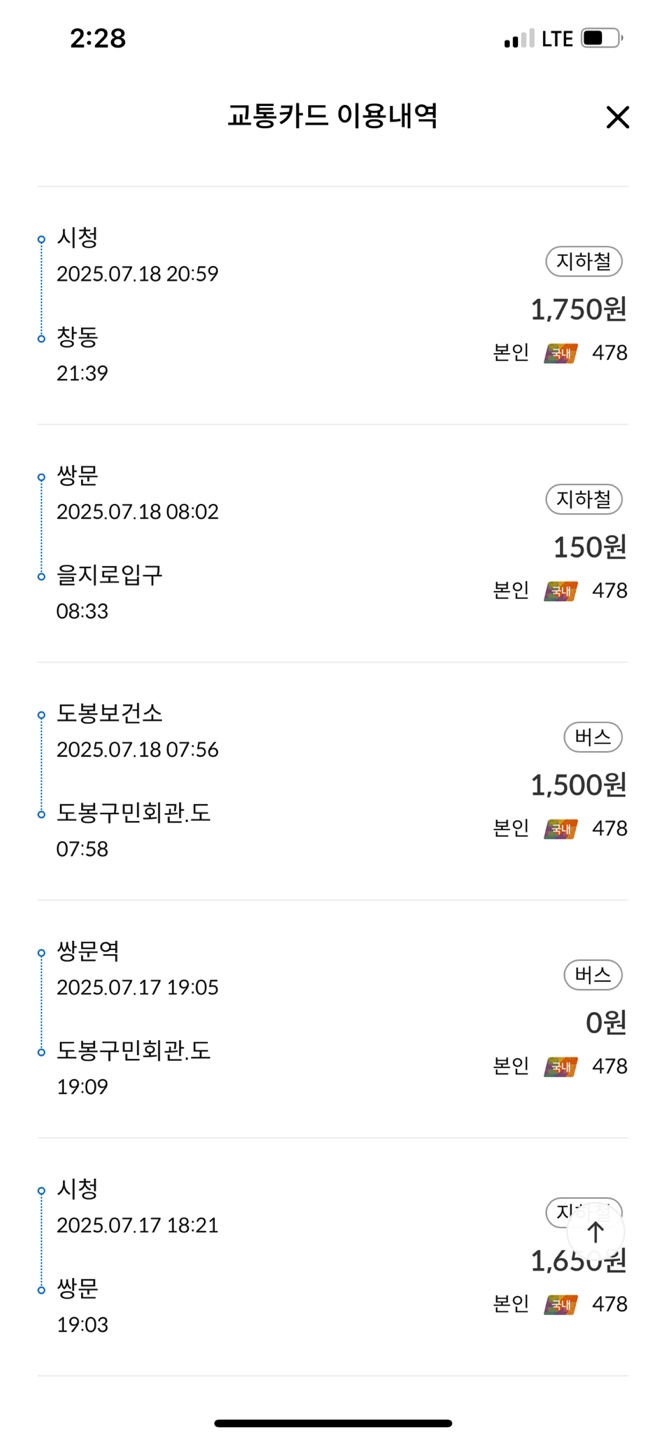 2:28
LTE
교통카드 이용내역
시청
2025.07.18 20:59
창동
21:39
지하철
1,750원
본인 국내 478
쌍문
2025.07.18 08:02
을지로입구
08:33
지하철
150원
본인 국내 478
도봉보건소
2025.07.18 07:56
도봉구민회관.도
07:58
버스
1,500원
본인 국내 478
쌍문역
2025.07.17 19:05
도봉구민회관.도
19:09
버스
0원
본인 국내 478
시청
2025.07.17 18:21
쌍문
19:03
지하철
1,650원
본인 국내 478